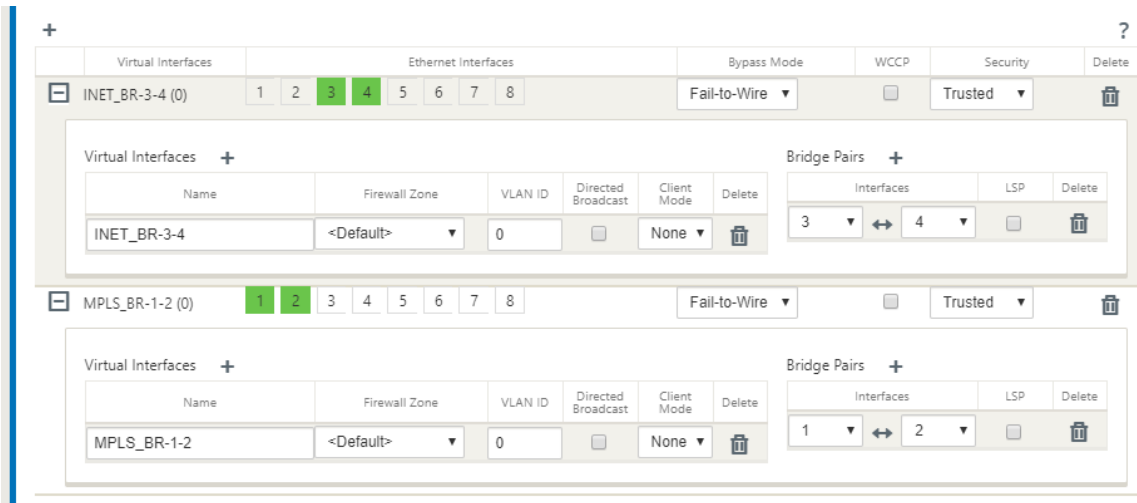 + ?
Virtual Interfaces Ethernet Interfaces Bypass Mode WCCP Security Delete
INET_BR-3-4 (0) 1 2 3 4 5 6 7 8 Fail-to-Wire Trusted
Virtual Interfaces + Bridge Pairs +
Name Firewall Zone VLAN ID Directed Broadcast Client Mode Delete Interfaces LSP Delete
INET_BR-3-4 <Default> 0 None 3 ↔ 4
MPLS_BR-1-2 (0) 1 2 3 4 5 6 7 8 Fail-to-Wire Trusted
Virtual Interfaces + Bridge Pairs +
Name Firewall Zone VLAN ID Directed Broadcast Client Mode Delete Interfaces LSP Delete
MPLS_BR-1-2 <Default> 0 None 1 ↔ 2